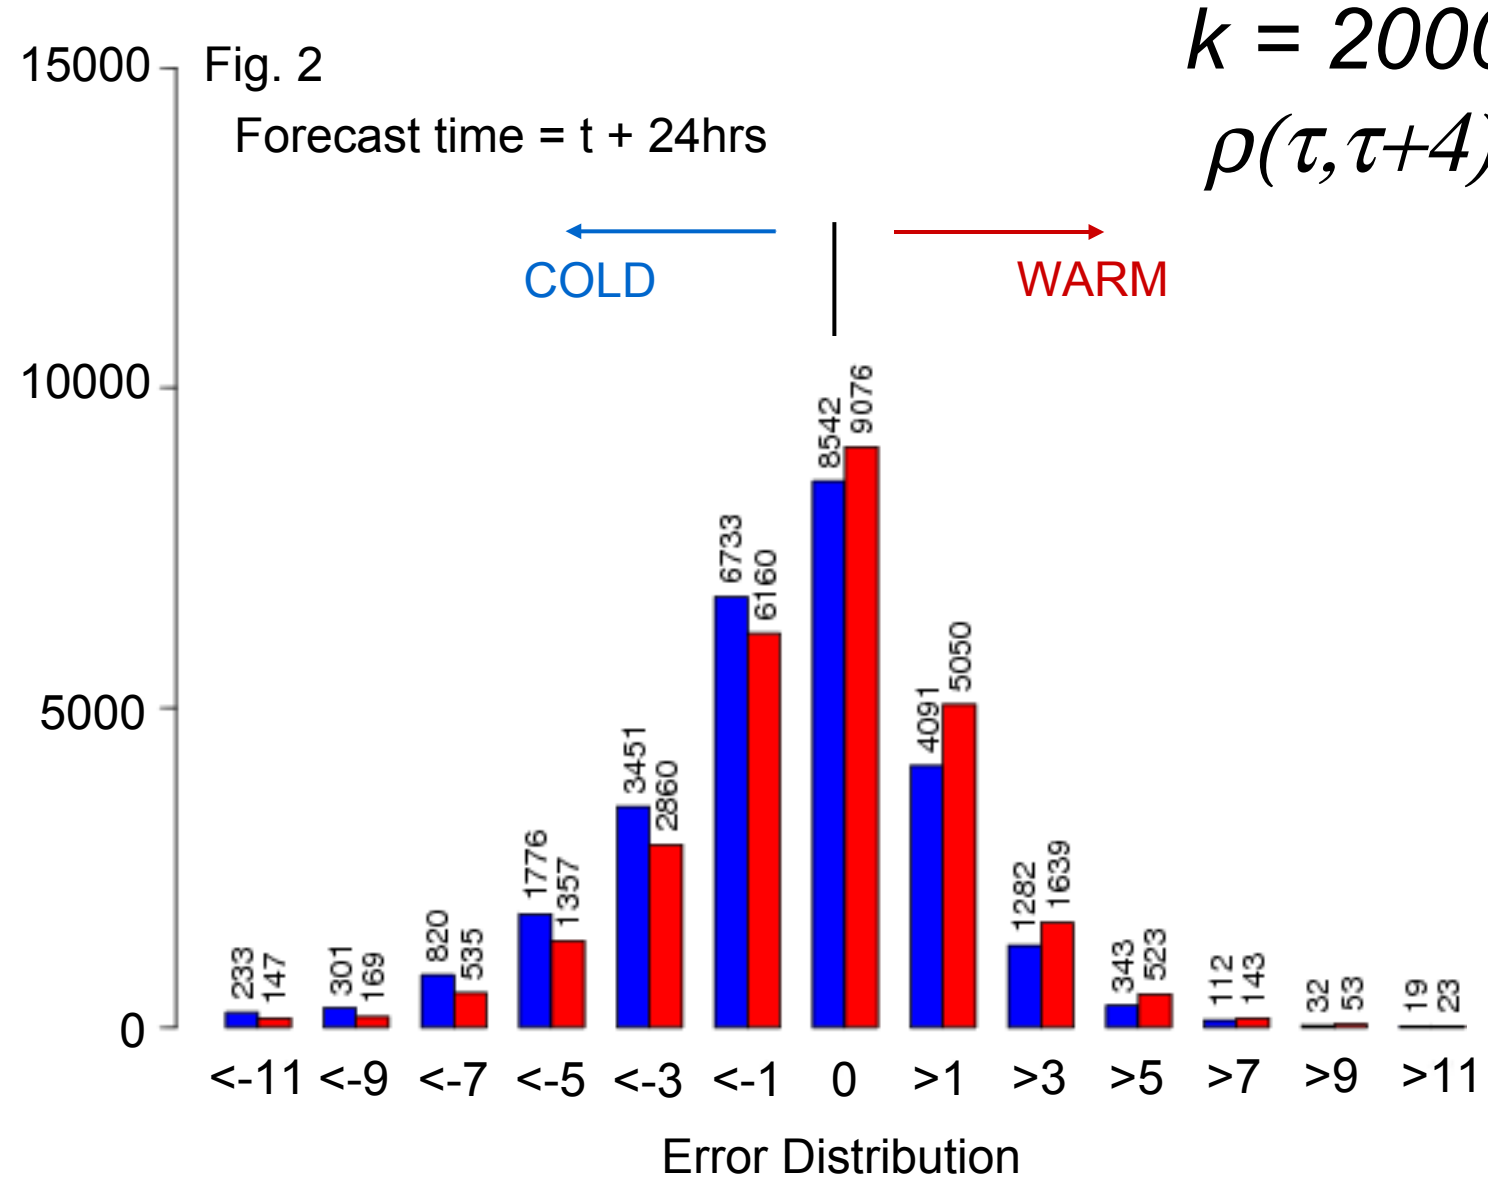 k = 200
ρ(τ,τ+4)
15000
Fig. 2
Forecast time = t + 24hrs
COLD
WARM
10000
5000
0
233 147 301 169 820 535 1776 1357 3451 2860 6733 6160 8542 9076 4091 5050 1282 1639 343 523 112 143 32 53 19 23
<-11 <-9 <-7 <-5 <-3 <-1 0 >1 >3 >5 >7 >9 >11
Error Distribution